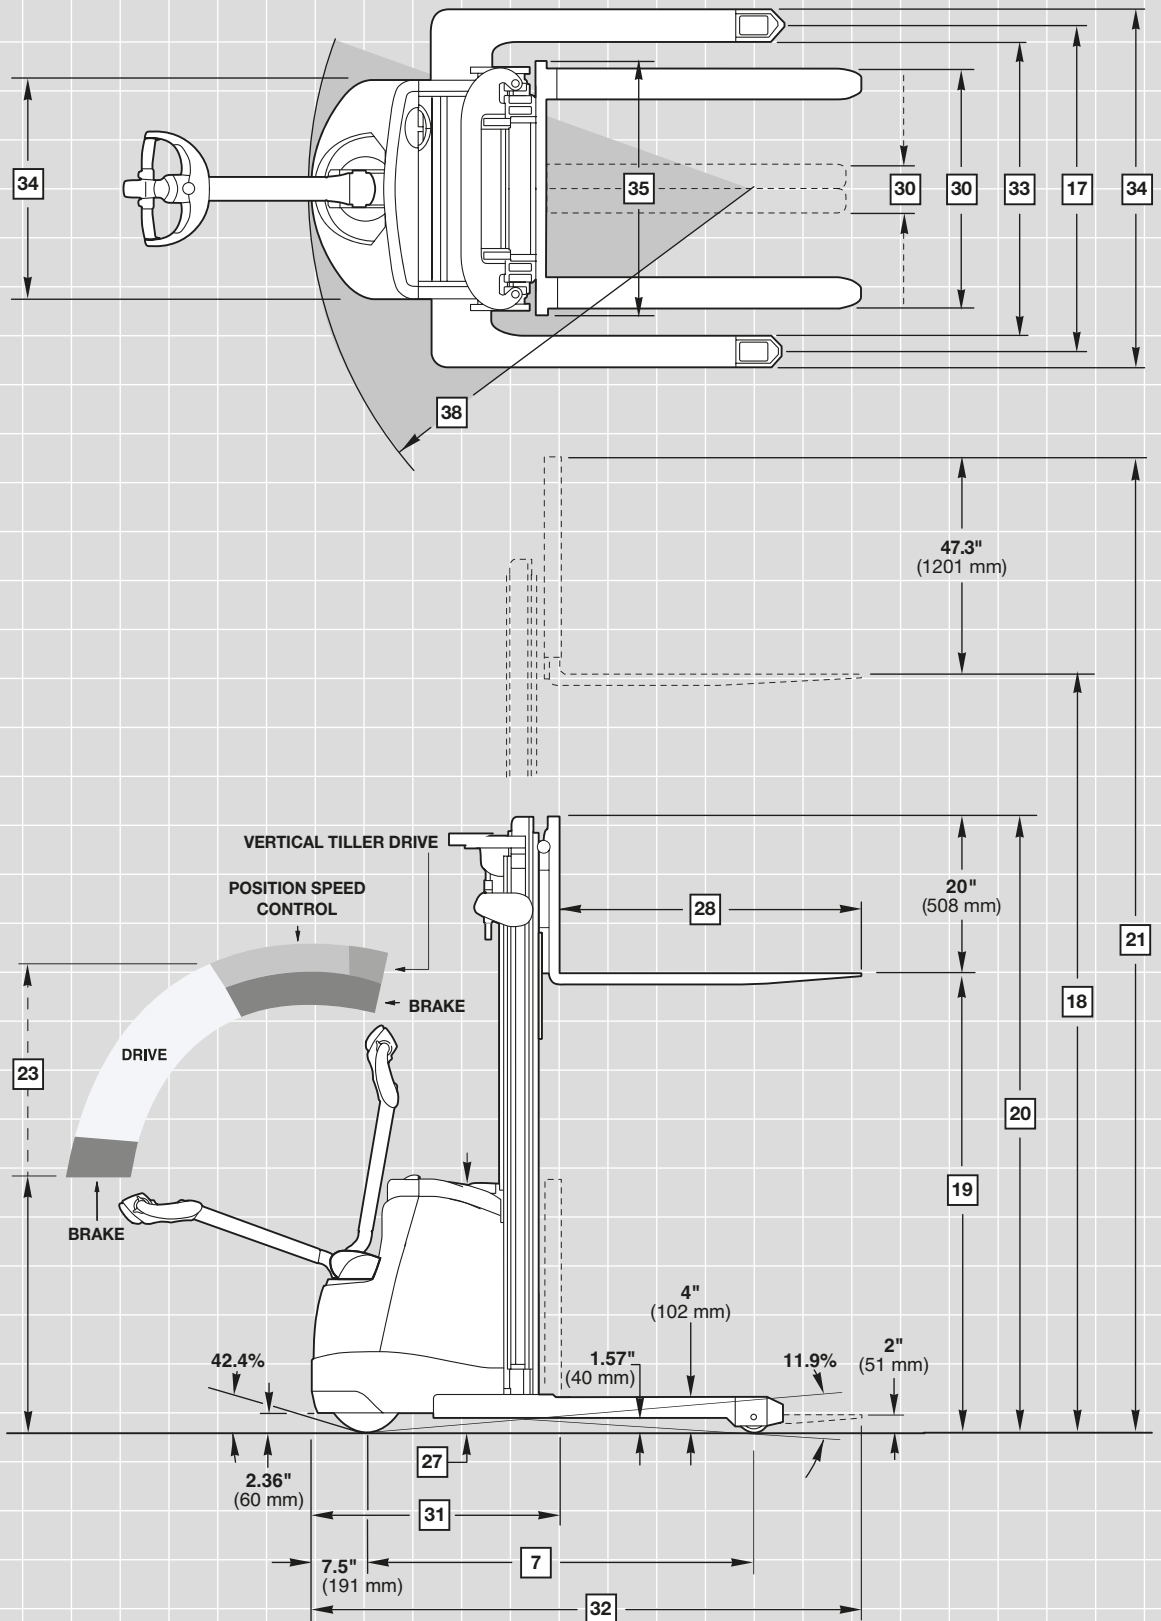 34
35
30
30
33
17
34
38
47.3"
(1201 mm)
VERTICAL TILLER DRIVE
POSITION SPEED
CONTROL
20"
(508 mm)
28
21
18
BRAKE
DRIVE
23
20
19
BRAKE
4"
(102 mm)
2"
(51 mm)
42.4%
1.57"
(40 mm)
11.9%
27
2.36"
(60 mm)
31
7
7.5"
(191 mm)
32